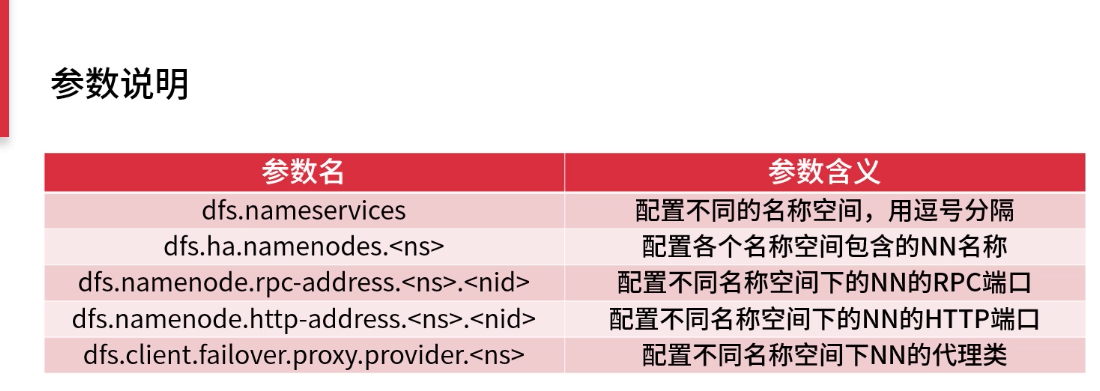 参数说明
参数名 参数含义
dfs.nameservices 配置不同的名称空间，用逗号分隔
dfs.ha.namenodes.<ns> 配置各个名称空间包含的NN名称
dfs.namenode.rpc-address.<ns>.<nid> 配置不同名称空间下的NN的RPC端口
dfs.namenode.http-address.<ns>.<nid> 配置不同名称空间下的NN的HTTP端口
dfs.client.failover.proxy.provider.<ns> 配置不同名称空间下NN的代理类